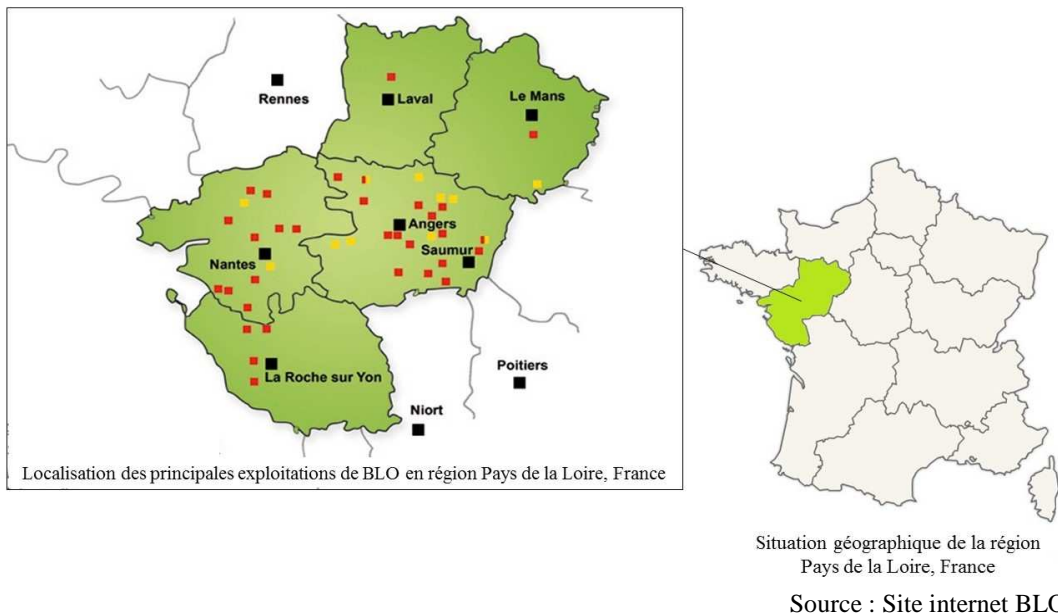 Rennes
Laval
Le Mans
Angers
Saumur
Nantes
La Roche sur Yon
Poitiers
Niort
Localisation des principales exploitations de BLO en région Pays de la Loire, France
Situation géographique de la région
Pays de la Loire, France
Source : Site internet BLO